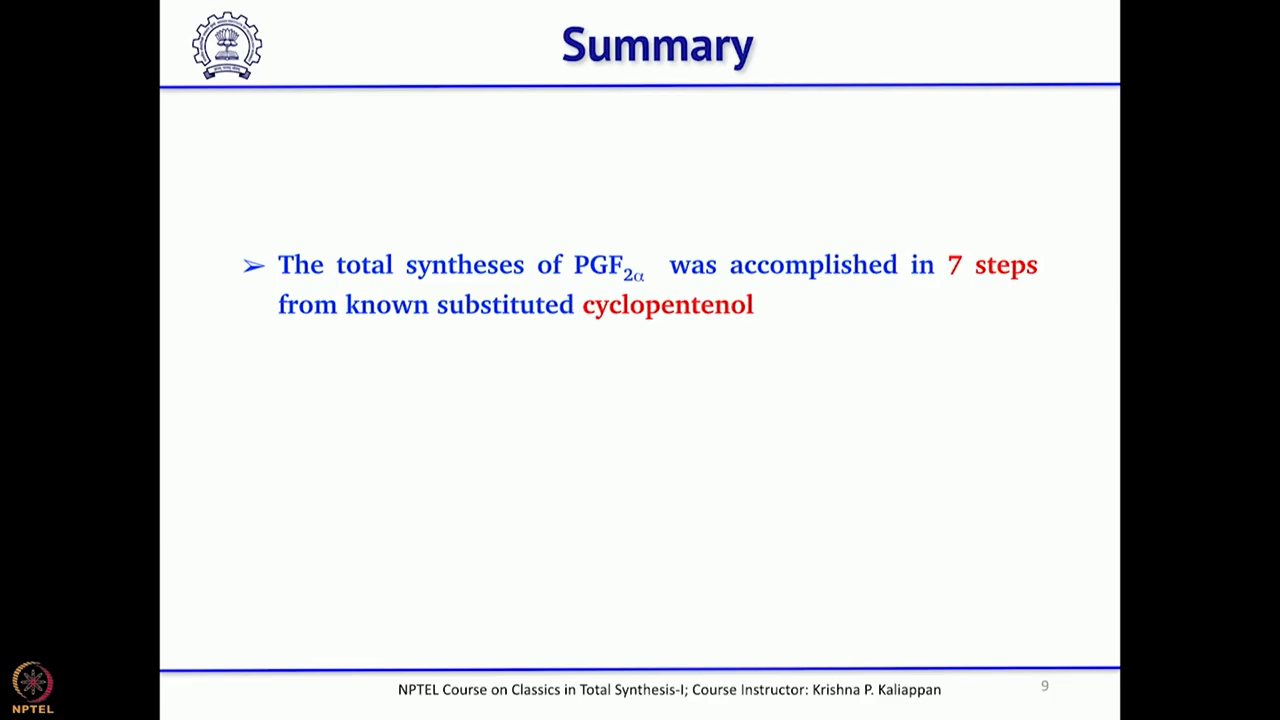 Summary
➢ The total syntheses of PGF₂α was accomplished in 7 steps
from known substituted cyclopentenol
NPTEL Course on Classics in Total Synthesis-I; Course Instructor: Krishna P. Kaliappan
9
NPTEL